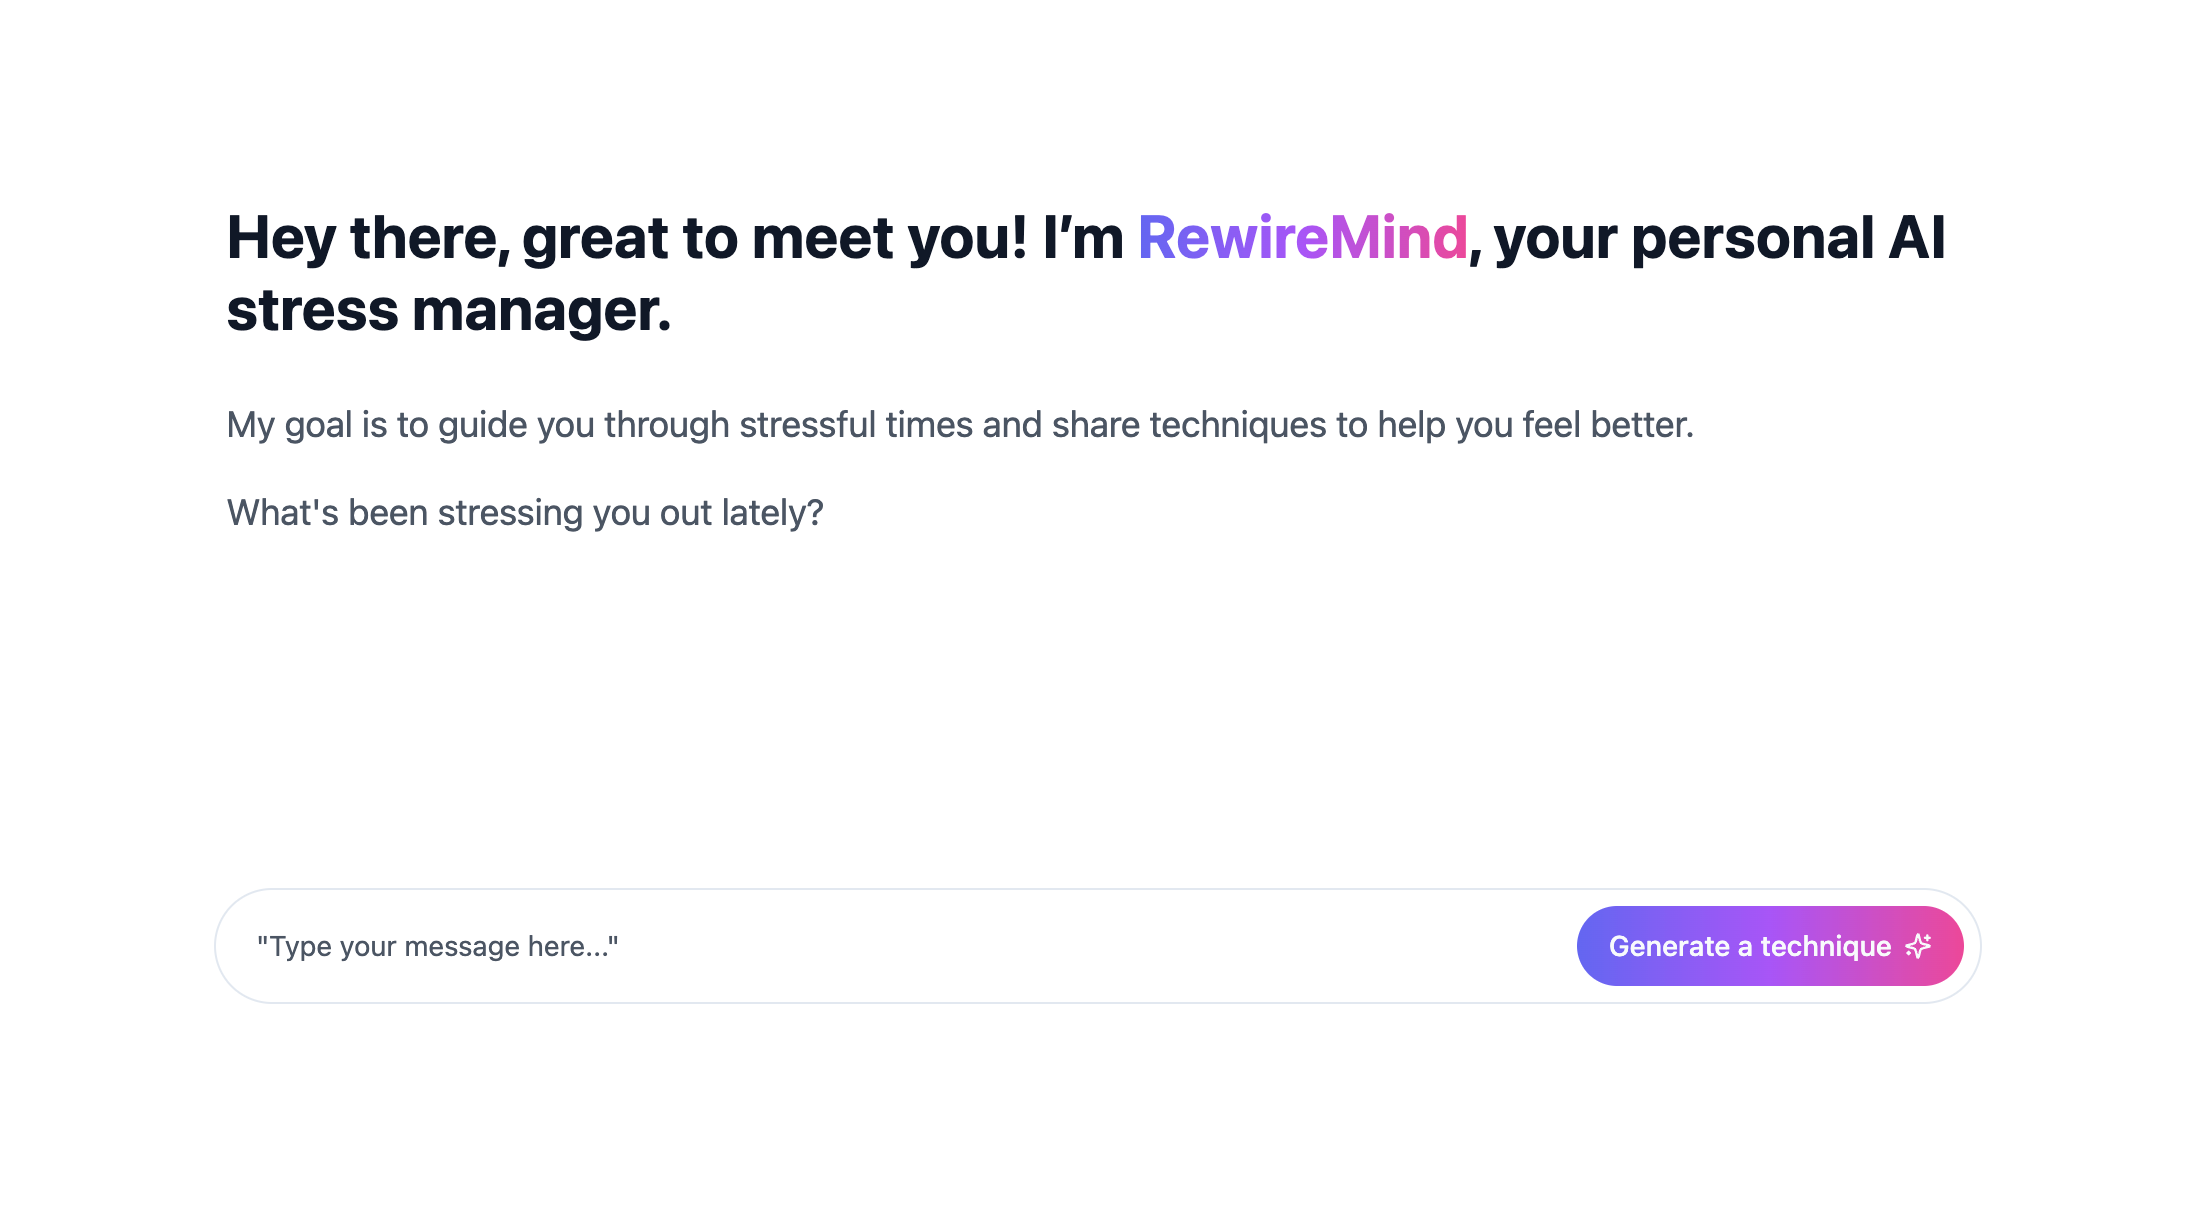 Hey there, great to meet you! I’m RewireMind, your personal AI
stress manager.
My goal is to guide you through stressful times and share techniques to help you feel better.
What's been stressing you out lately?
"Type your message here..."
Generate a technique